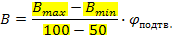 B = (B_max − B_min) / (100 − 50) · φ_подтв.